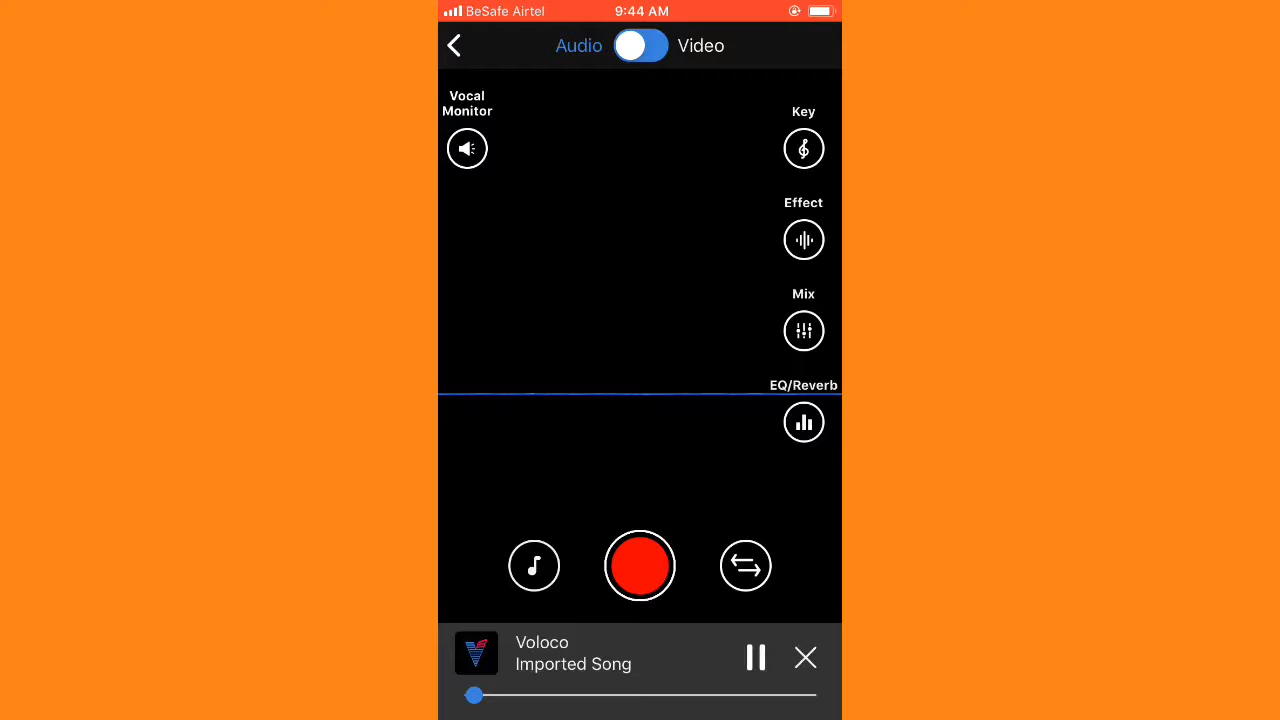 BeSafe Airtel
9:44 AM
Audio
Video
Vocal
Monitor
Key
Effect
Mix
EQ/Reverb
Voloco
Imported Song